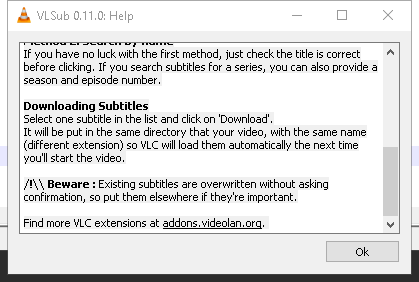 VLSub 0.11.0: Help
Method 2: Search by name
If you have no luck with the first method, just check the title is correct
before clicking. If you search subtitles for a series, you can also provide a
season and episode number.
Downloading Subtitles
Select one subtitle in the list and click on 'Download'.
It will be put in the same directory that your video, with the same name
(different extension) so VLC will load them automatically the next time
you'll start the video.
/!\\ Beware : Existing subtitles are overwritten without asking
confirmation, so put them elsewhere if they're important.
Find more VLC extensions at addons.videolan.org.
Ok